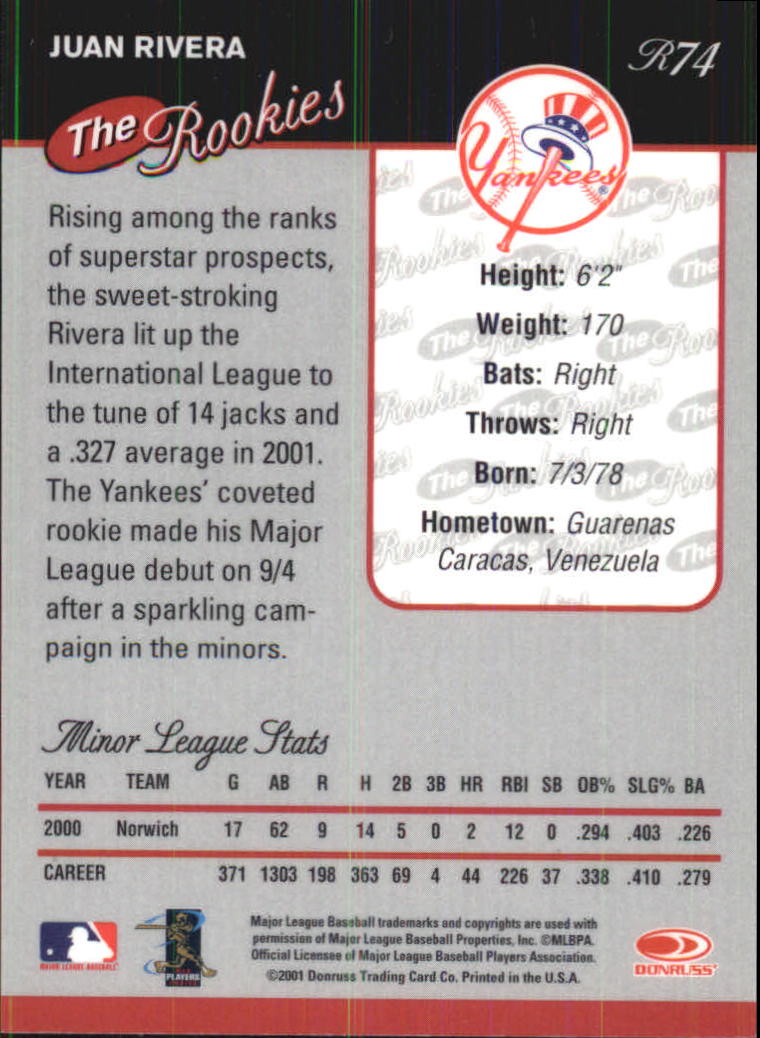 JUAN RIVERA
R74
The Rookies
Yankees
Rising among the ranks
of superstar prospects,
the sweet-stroking
Rivera lit up the
International League to
the tune of 14 jacks and
a .327 average in 2001.
The Yankees' coveted
rookie made his Major
League debut on 9/4
after a sparkling cam-
paign in the minors.
Height: 6'2"
Weight: 170
Bats: Right
Throws: Right
Born: 7/3/78
Hometown: Guarenas
Caracas, Venezuela
Minor League Stats
YEAR TEAM G AB R H 2B 3B HR RBI SB OB% SLG% BA
2000 Norwich 17 62 9 14 5 0 2 12 0 .294 .403 .226
CAREER 371 1303 198 363 69 4 44 226 37 .338 .410 .279
MAJOR LEAGUE BASEBALL
PLAYERS
Major League Baseball trademarks and copyrights are used with
permission of Major League Baseball Properties, Inc. ©MLBPA.
Official Licensee of Major League Baseball Players Association.
©2001 Donruss Trading Card Co. Printed in the U.S.A.
DONRUSS